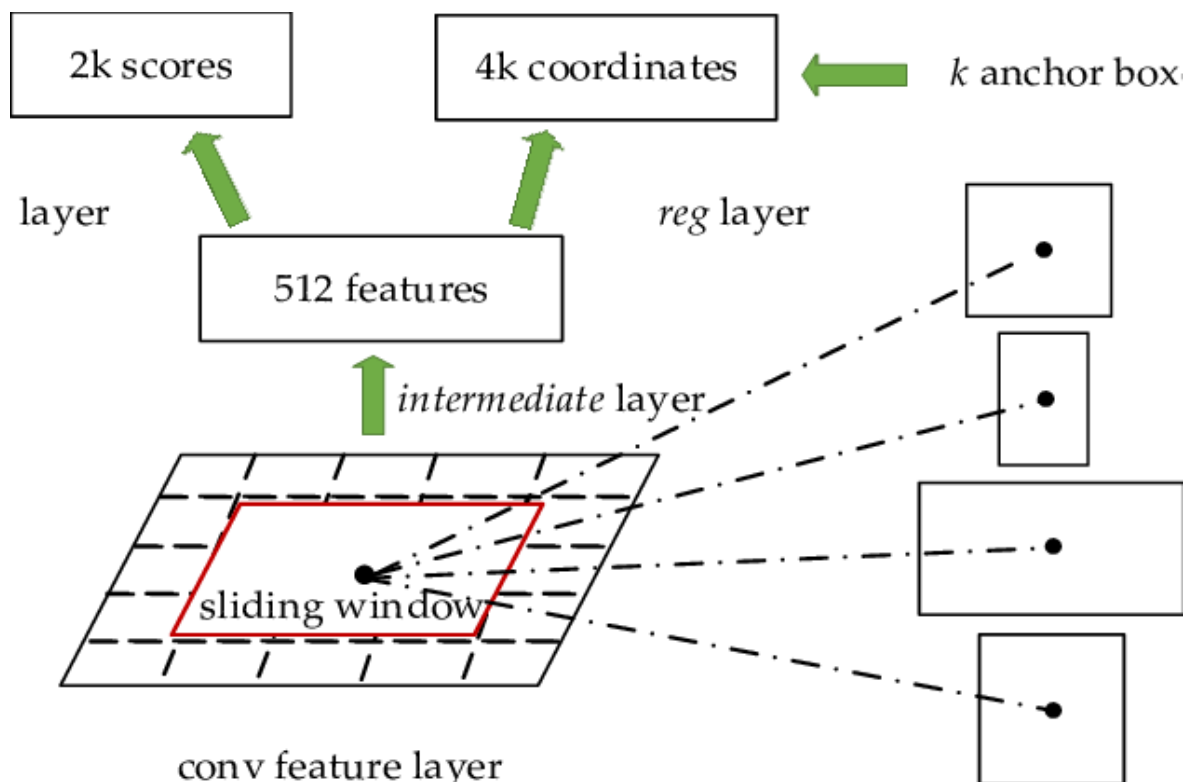 2k scores
4k coordinates
k anchor box
layer
reg layer
512 features
intermediate layer
sliding window
conv feature layer